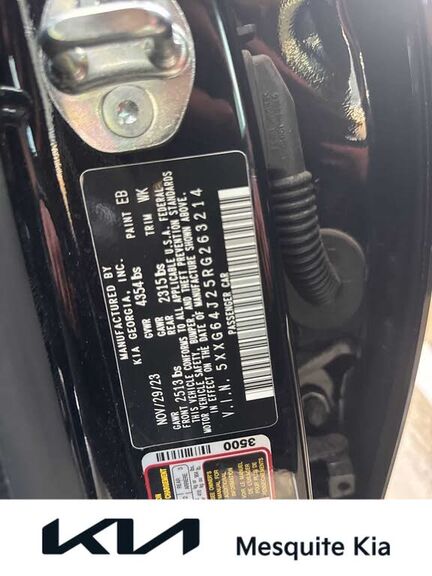 MANUFACTURED BY
KIA GEORGIA, INC.
PAINT EB
NOV/29/23
GVWR 4354 lbs
TRIM WK
GAWR FRONT 2513 lbs
GAWR REAR 2315 lbs
THIS VEHICLE CONFORMS TO ALL APPLICABLE U.S.A. FEDERAL
MOTOR VEHICLE SAFETY, BUMPER AND THEFT PREVENTION STANDARDS
IN EFFECT ON THE DATE OF MANUFACTURE SHOWN ABOVE.
V.I.N. 5XXG64J25RG263214
PASSENGER CAR
3500
KIA
Mesquite Kia